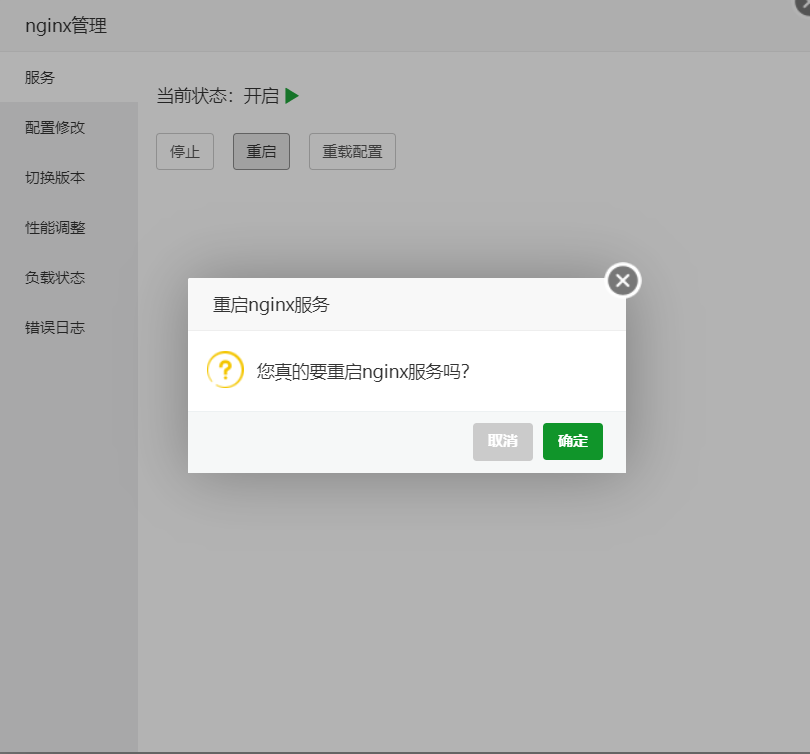 nginx管理
服务
配置修改
切换版本
性能调整
负载状态
错误日志
当前状态：开启
停止 重启 重载配置
重启nginx服务
?
您真的要重启nginx服务吗？
取消 确定